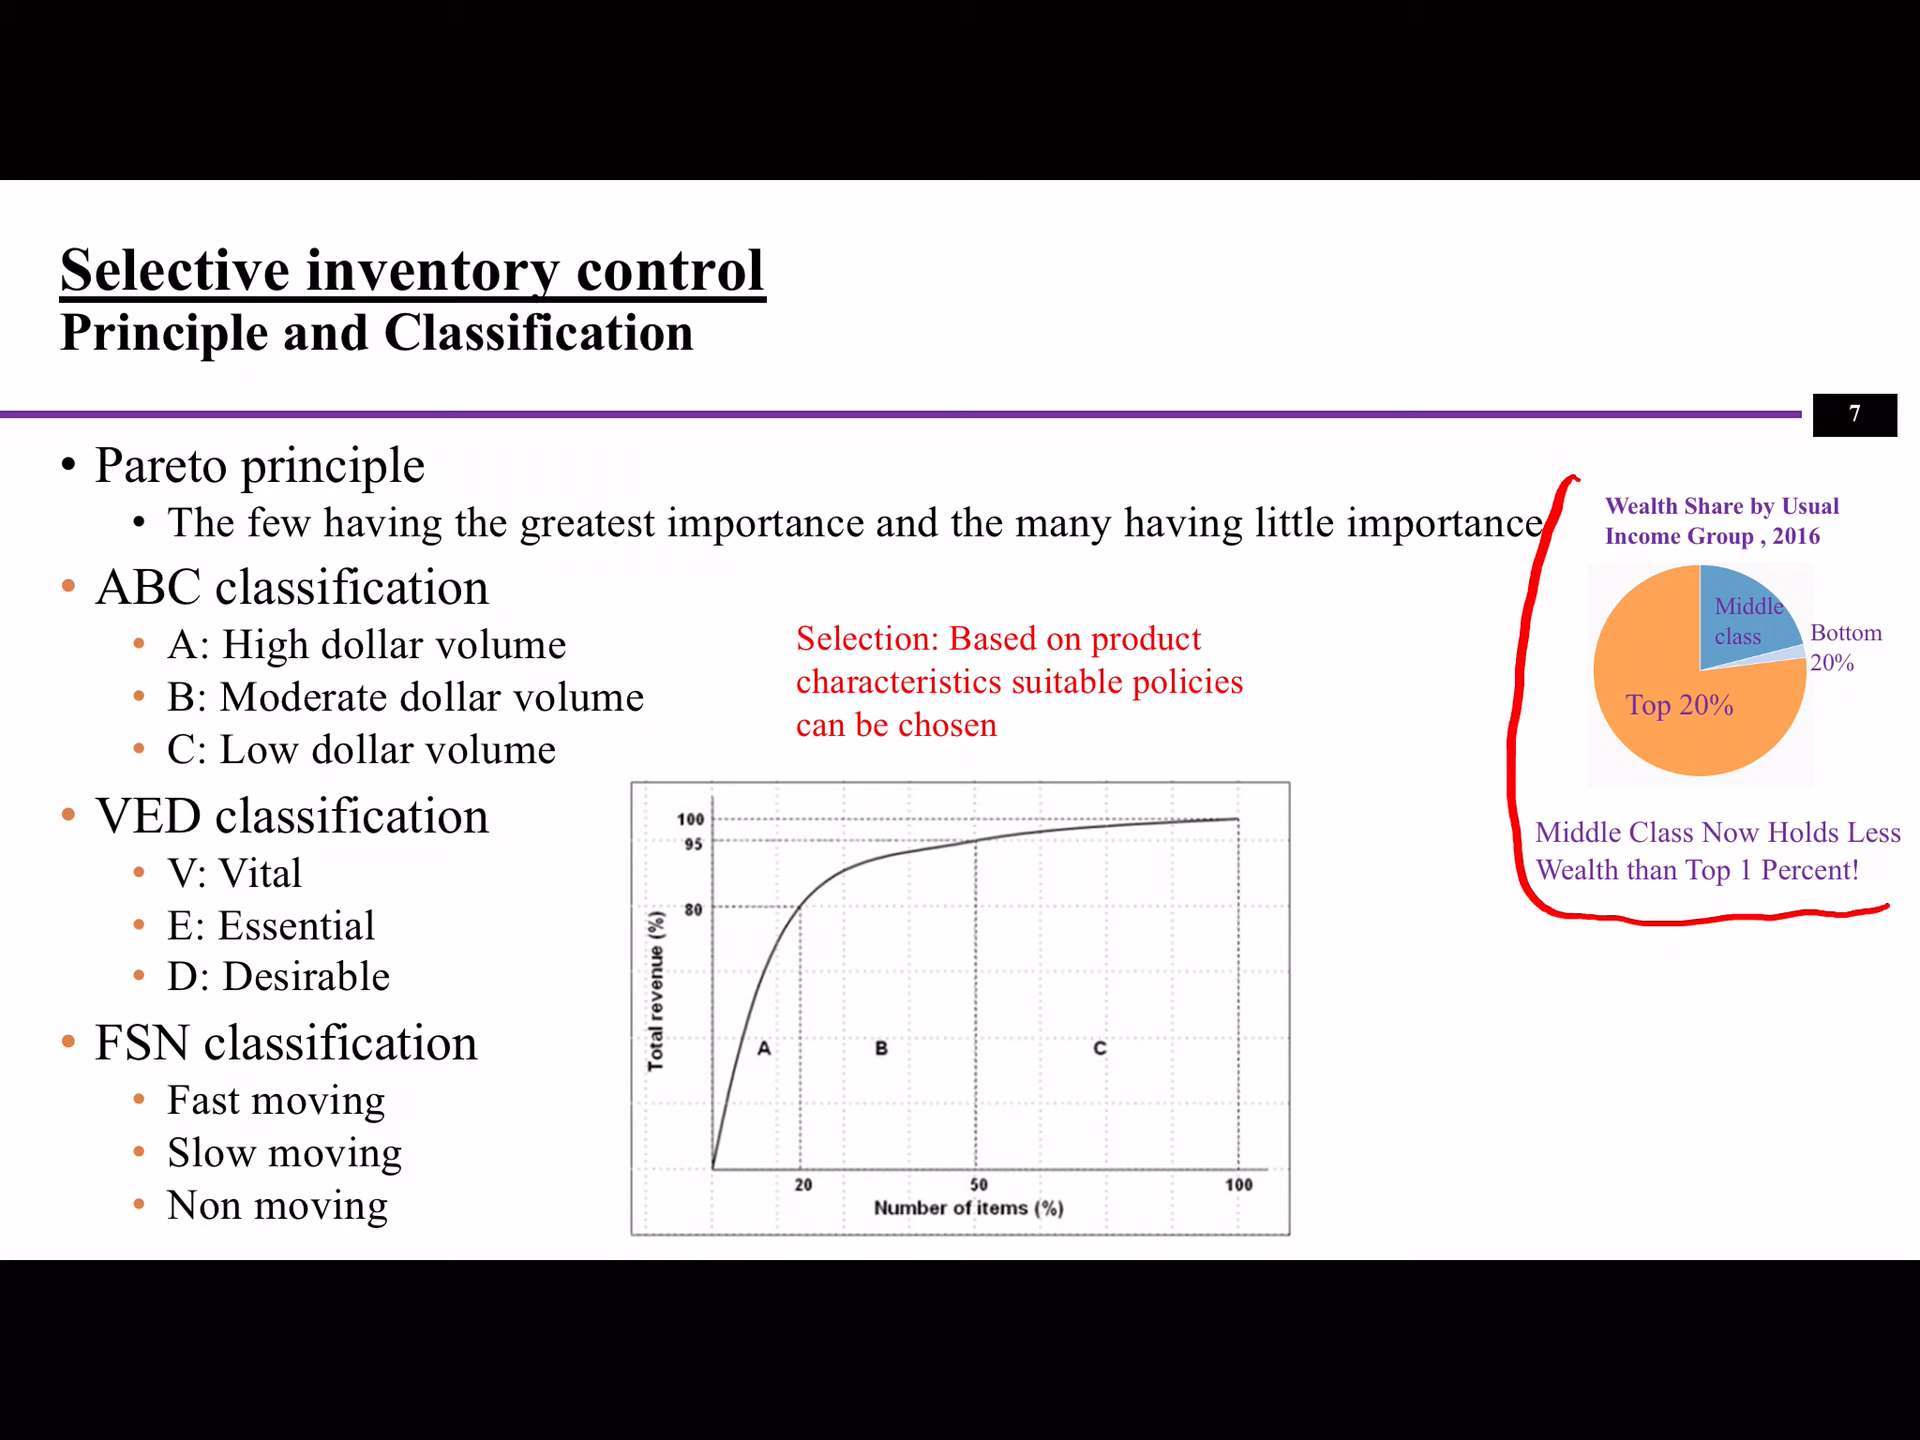 Selective inventory control
Principle and Classification
7
• Pareto principle
• The few having the greatest importance and the many having little importance
• ABC classification
• A: High dollar volume
• B: Moderate dollar volume
• C: Low dollar volume
• VED classification
• V: Vital
• E: Essential
• D: Desirable
• FSN classification
• Fast moving
• Slow moving
• Non moving
Selection: Based on product
characteristics suitable policies
can be chosen
100
95
80
Total revenue (%)
A
B
C
20
50
100
Number of items (%)
Wealth Share by Usual
Income Group , 2016
Middle
class
Bottom
20%
Top 20%
Middle Class Now Holds Less
Wealth than Top 1 Percent!